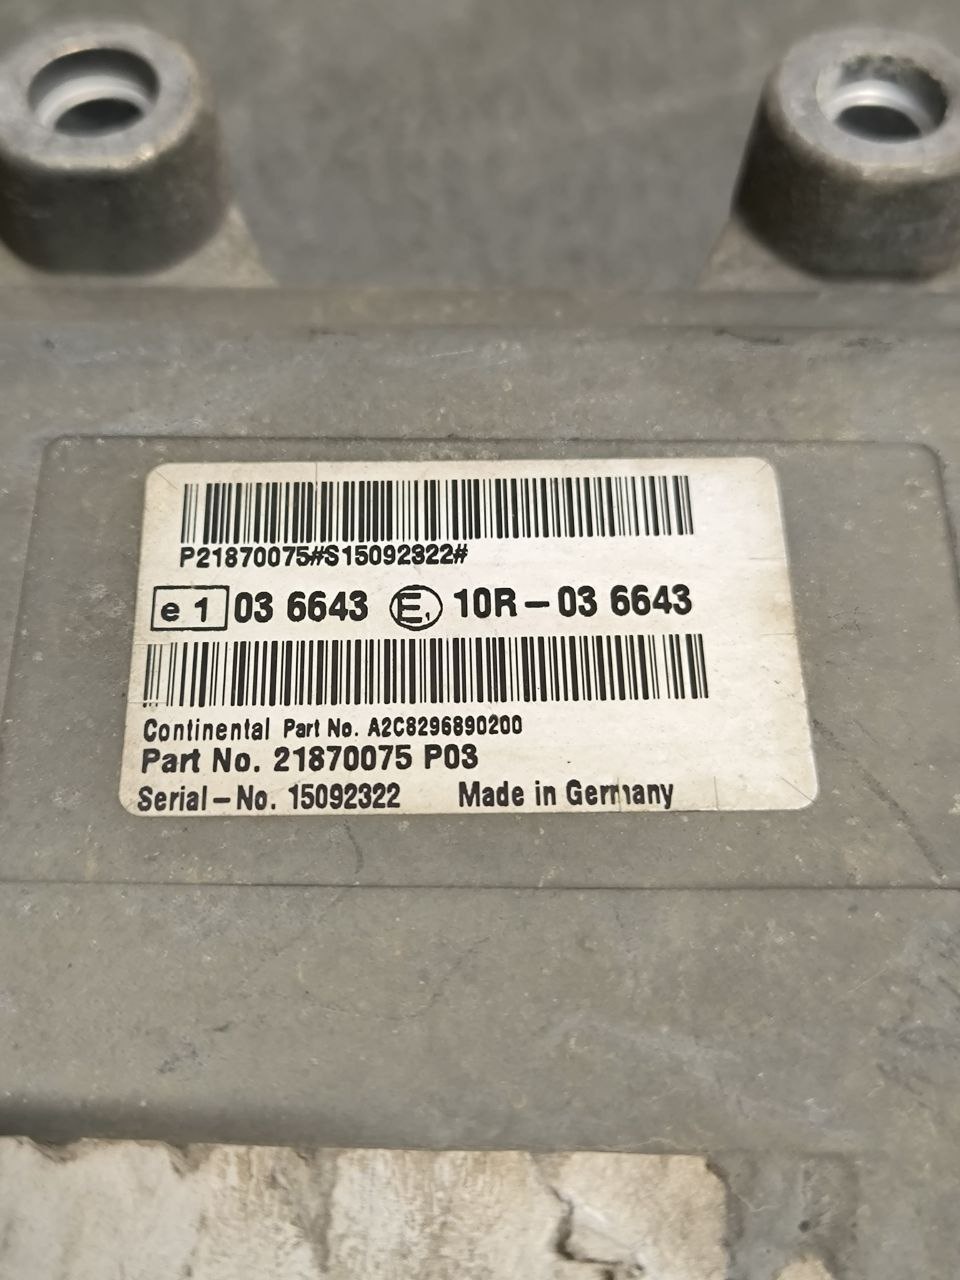 P21870075#S15092322#
e 1 03 6643 E1 10R - 03 6643
Continental Part No. A2C8296890200
Part No. 21870075 P03
Serial-No. 15092322 Made in Germany